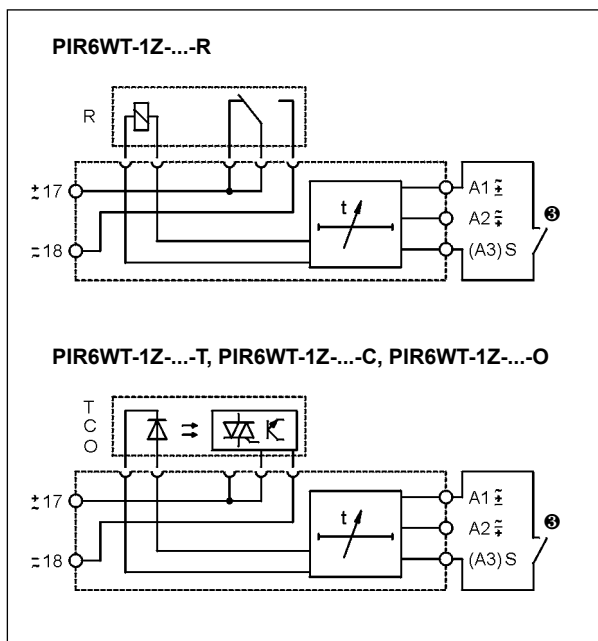 PIR6WT-1Z-...-R
R
±~17
A1 ~±
❸
A2 ~∓
=~18
(A3) S
PIR6WT-1Z-...-T, PIR6WT-1Z-...-C, PIR6WT-1Z-...-O
T
C
O
t
±~17
A1 ~±
❸
A2 ~∓
=~18
(A3) S
t